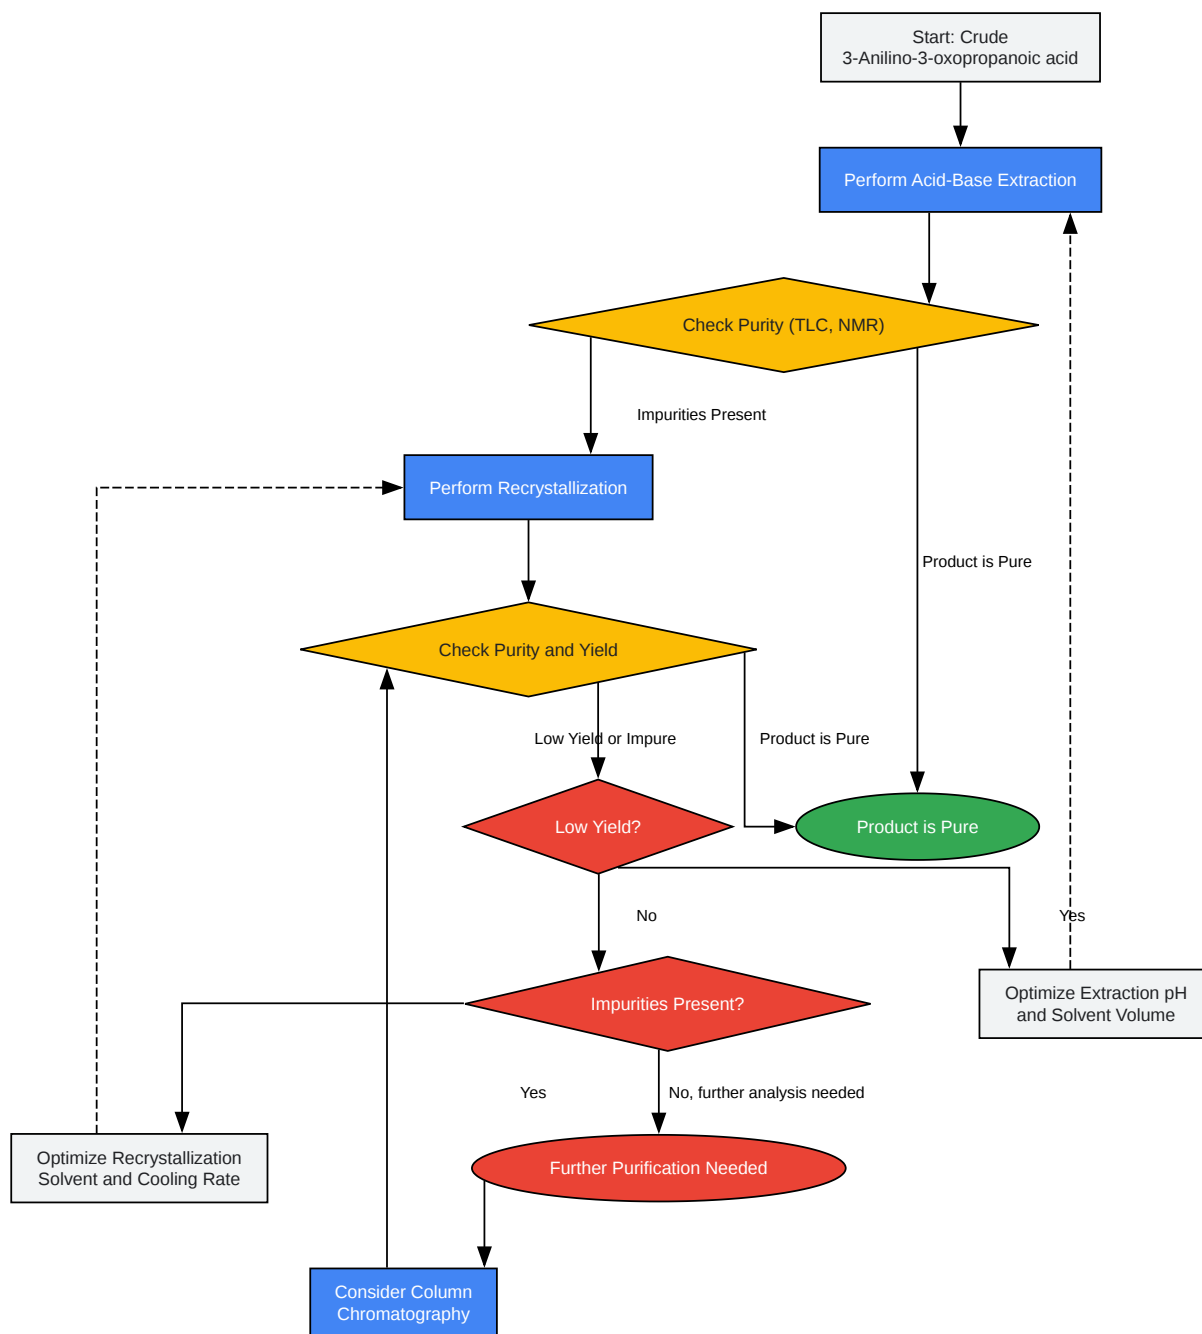 Start: Crude
3-Anilino-3-oxopropanoic acid
Perform Acid-Base Extraction
Check Purity (TLC, NMR)
Impurities Present
Perform Recrystallization
Product is Pure
Check Purity and Yield
Low Yield or Impure
Product is Pure
Low Yield?
Product is Pure
No
Yes
Impurities Present?
Optimize Extraction pH
and Solvent Volume
Yes
No, further analysis needed
Optimize Recrystallization
Solvent and Cooling Rate
Further Purification Needed
Consider Column
Chromatography